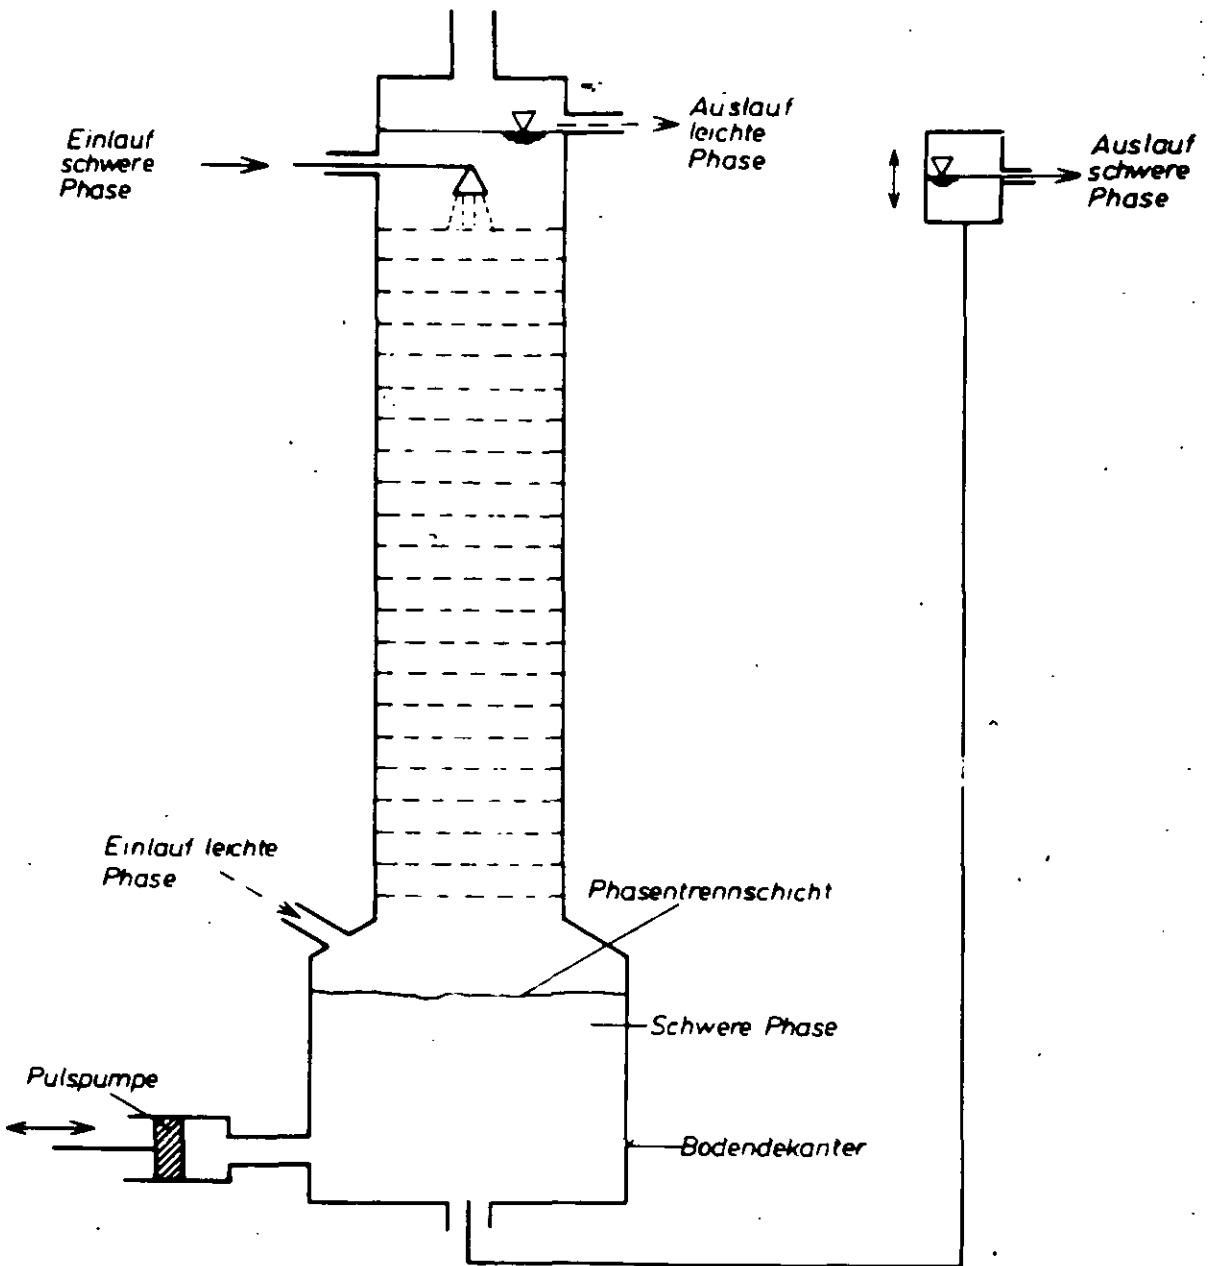 Auslauf
leichte
Phase
Einlauf
schwere
Phase
Auslauf
schwere
Phase
Einlauf leichte
Phase
Phasentrennschicht
Schwere Phase
Pulspumpe
Bodendekanter